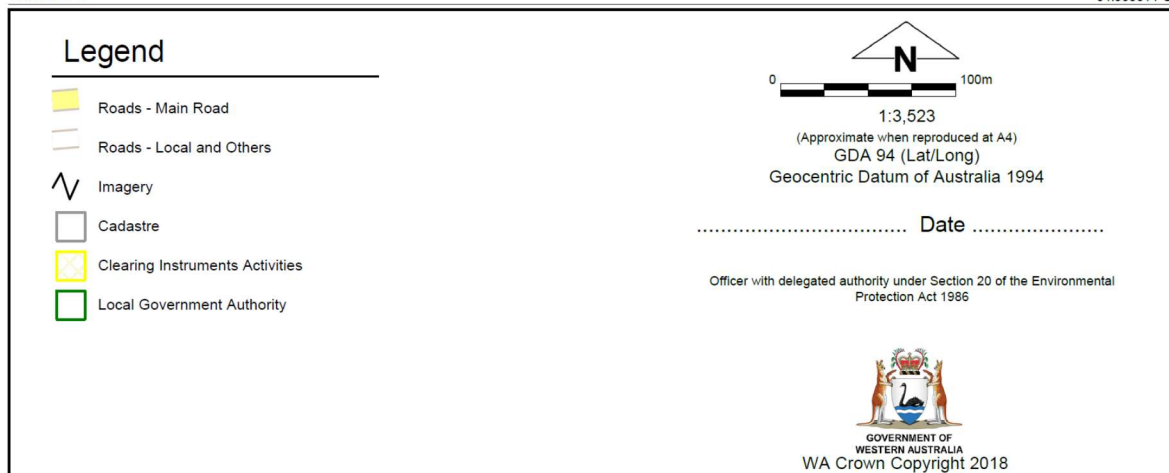 Legend
Roads - Main Road
Roads - Local and Others
Imagery
Cadastre
Clearing Instruments Activities
Local Government Authority
N
0 100m
1:3,523
(Approximate when reproduced at A4)
GDA 94 (Lat/Long)
Geocentric Datum of Australia 1994
.................................. Date ......................
Officer with delegated authority under Section 20 of the Environmental
Protection Act 1986
GOVERNMENT OF
WESTERN AUSTRALIA
WA Crown Copyright 2018